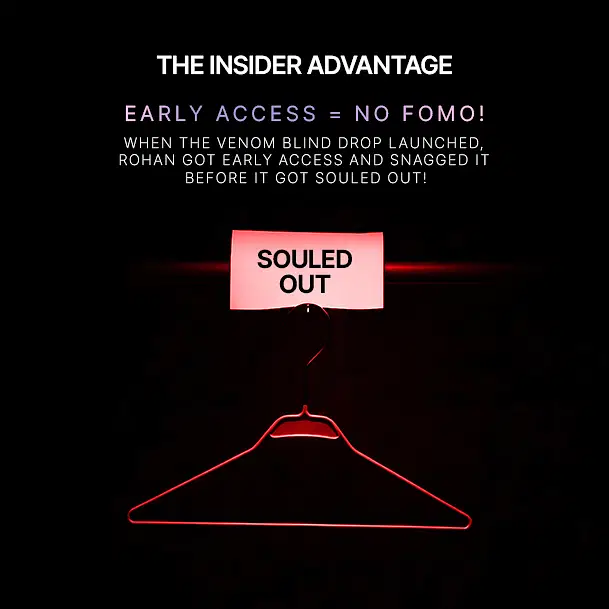 THE INSIDER ADVANTAGE
EARLY ACCESS = NO FOMO!
WHEN THE VENOM BLIND DROP LAUNCHED,
ROHAN GOT EARLY ACCESS AND SNAGGED IT
BEFORE IT GOT SOULED OUT!
SOULED
OUT